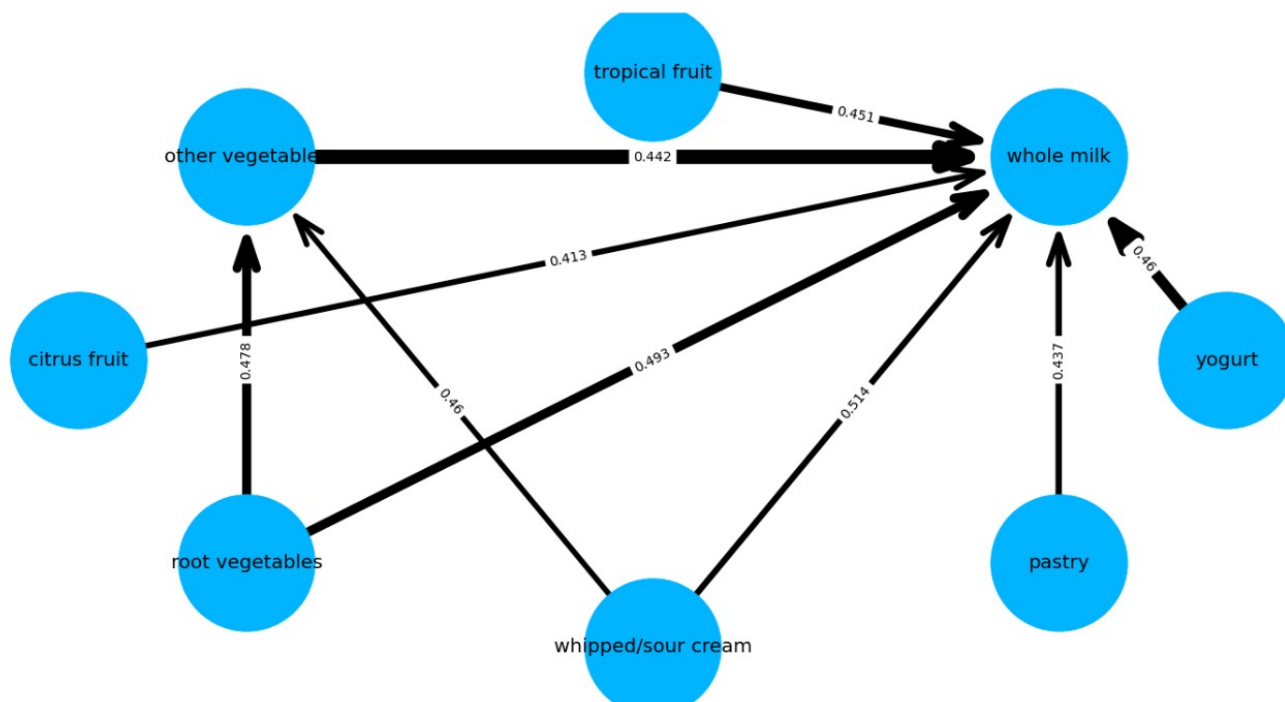 tropical fruit
0.451
other vegetable
0.442
whole milk
0.413
0.46
citrus fruit
0.478
0.493
0.437
yogurt
0.46
0.514
root vegetables
pastry
whipped/sour cream